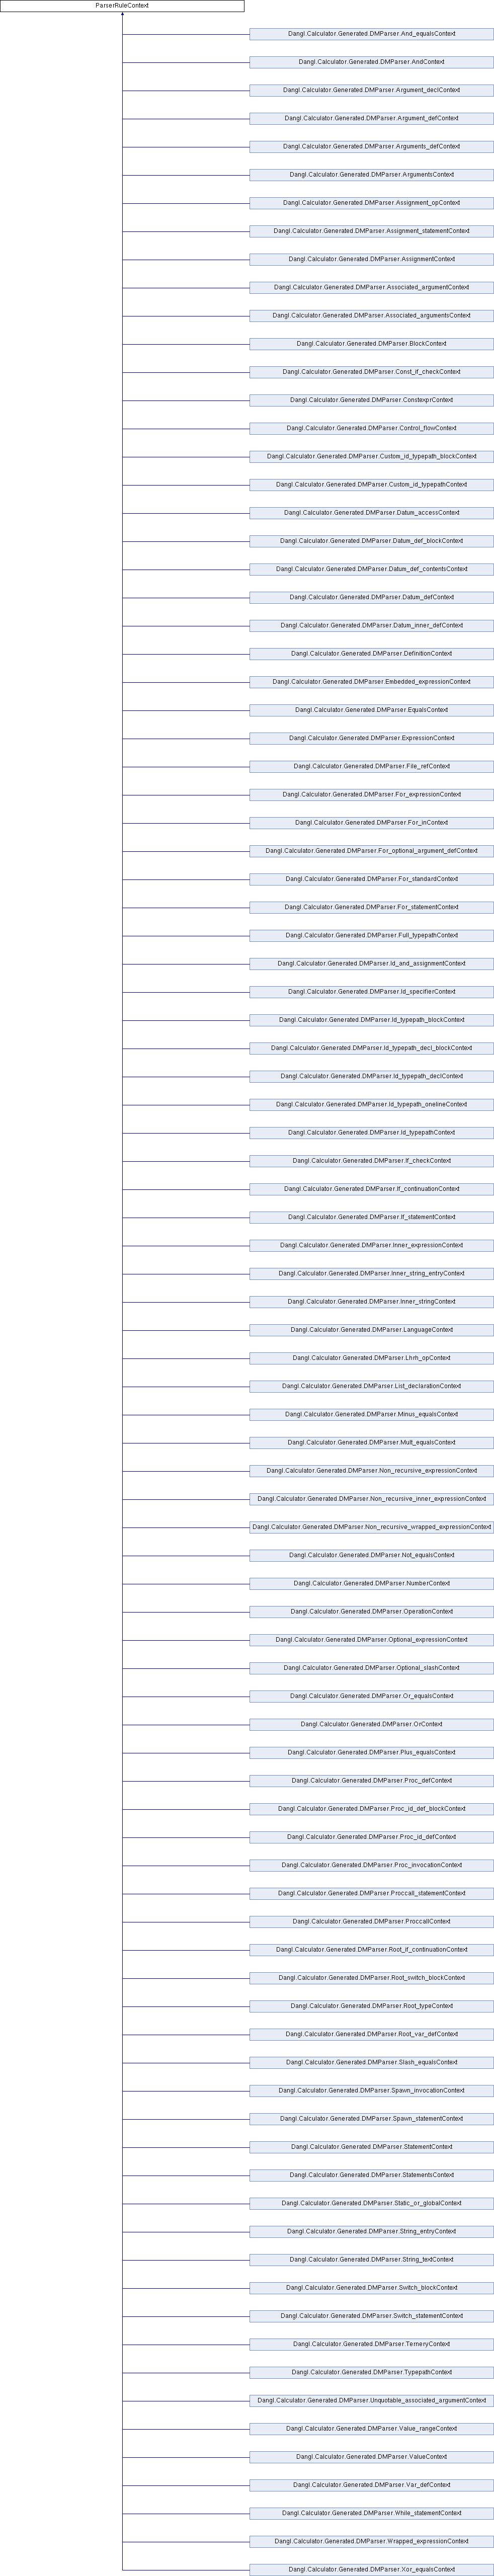 ParserRuleContext
Dangl.Calculator.Generated.DMParser.And_equalsContext
Dangl.Calculator.Generated.DMParser.AndContext
Dangl.Calculator.Generated.DMParser.Argument_declContext
Dangl.Calculator.Generated.DMParser.Argument_defContext
Dangl.Calculator.Generated.DMParser.Arguments_defContext
Dangl.Calculator.Generated.DMParser.ArgumentsContext
Dangl.Calculator.Generated.DMParser.Assignment_opContext
Dangl.Calculator.Generated.DMParser.Assignment_statementContext
Dangl.Calculator.Generated.DMParser.AssignmentContext
Dangl.Calculator.Generated.DMParser.Associated_argumentContext
Dangl.Calculator.Generated.DMParser.Associated_argumentsContext
Dangl.Calculator.Generated.DMParser.BlockContext
Dangl.Calculator.Generated.DMParser.Const_if_checkContext
Dangl.Calculator.Generated.DMParser.ConstexprContext
Dangl.Calculator.Generated.DMParser.Control_flowContext
Dangl.Calculator.Generated.DMParser.Custom_id_typepath_blockContext
Dangl.Calculator.Generated.DMParser.Custom_id_typepathContext
Dangl.Calculator.Generated.DMParser.Datum_accessContext
Dangl.Calculator.Generated.DMParser.Datum_def_blockContext
Dangl.Calculator.Generated.DMParser.Datum_def_contentsContext
Dangl.Calculator.Generated.DMParser.Datum_defContext
Dangl.Calculator.Generated.DMParser.Datum_inner_defContext
Dangl.Calculator.Generated.DMParser.DefinitionContext
Dangl.Calculator.Generated.DMParser.Embedded_expressionContext
Dangl.Calculator.Generated.DMParser.EqualsContext
Dangl.Calculator.Generated.DMParser.ExpressionContext
Dangl.Calculator.Generated.DMParser.File_refContext
Dangl.Calculator.Generated.DMParser.For_expressionContext
Dangl.Calculator.Generated.DMParser.For_inContext
Dangl.Calculator.Generated.DMParser.For_optional_argument_defContext
Dangl.Calculator.Generated.DMParser.For_standardContext
Dangl.Calculator.Generated.DMParser.For_statementContext
Dangl.Calculator.Generated.DMParser.Full_typepathContext
Dangl.Calculator.Generated.DMParser.Id_and_assignmentContext
Dangl.Calculator.Generated.DMParser.Id_specifierContext
Dangl.Calculator.Generated.DMParser.Id_typepath_blockContext
Dangl.Calculator.Generated.DMParser.Id_typepath_decl_blockContext
Dangl.Calculator.Generated.DMParser.Id_typepath_declContext
Dangl.Calculator.Generated.DMParser.Id_typepath_onelineContext
Dangl.Calculator.Generated.DMParser.Id_typepathContext
Dangl.Calculator.Generated.DMParser.If_checkContext
Dangl.Calculator.Generated.DMParser.If_continuationContext
Dangl.Calculator.Generated.DMParser.If_statementContext
Dangl.Calculator.Generated.DMParser.Inner_expressionContext
Dangl.Calculator.Generated.DMParser.Inner_string_entryContext
Dangl.Calculator.Generated.DMParser.Inner_stringContext
Dangl.Calculator.Generated.DMParser.LanguageContext
Dangl.Calculator.Generated.DMParser.Lhrh_opContext
Dangl.Calculator.Generated.DMParser.List_declarationContext
Dangl.Calculator.Generated.DMParser.Minus_equalsContext
Dangl.Calculator.Generated.DMParser.Mult_equalsContext
Dangl.Calculator.Generated.DMParser.Non_recursive_expressionContext
Dangl.Calculator.Generated.DMParser.Non_recursive_inner_expressionContext
Dangl.Calculator.Generated.DMParser.Non_recursive_wrapped_expressionContext
Dangl.Calculator.Generated.DMParser.Not_equalsContext
Dangl.Calculator.Generated.DMParser.NumberContext
Dangl.Calculator.Generated.DMParser.OperationContext
Dangl.Calculator.Generated.DMParser.Optional_expressionContext
Dangl.Calculator.Generated.DMParser.Optional_slashContext
Dangl.Calculator.Generated.DMParser.Or_equalsContext
Dangl.Calculator.Generated.DMParser.OrContext
Dangl.Calculator.Generated.DMParser.Plus_equalsContext
Dangl.Calculator.Generated.DMParser.Proc_defContext
Dangl.Calculator.Generated.DMParser.Proc_id_def_blockContext
Dangl.Calculator.Generated.DMParser.Proc_id_defContext
Dangl.Calculator.Generated.DMParser.Proc_invocationContext
Dangl.Calculator.Generated.DMParser.Proccall_statementContext
Dangl.Calculator.Generated.DMParser.ProccallContext
Dangl.Calculator.Generated.DMParser.Root_if_continuationContext
Dangl.Calculator.Generated.DMParser.Root_switch_blockContext
Dangl.Calculator.Generated.DMParser.Root_typeContext
Dangl.Calculator.Generated.DMParser.Root_var_defContext
Dangl.Calculator.Generated.DMParser.Slash_equalsContext
Dangl.Calculator.Generated.DMParser.Spawn_invocationContext
Dangl.Calculator.Generated.DMParser.Spawn_statementContext
Dangl.Calculator.Generated.DMParser.StatementContext
Dangl.Calculator.Generated.DMParser.StatementsContext
Dangl.Calculator.Generated.DMParser.Static_or_globalContext
Dangl.Calculator.Generated.DMParser.String_entryContext
Dangl.Calculator.Generated.DMParser.String_textContext
Dangl.Calculator.Generated.DMParser.Switch_blockContext
Dangl.Calculator.Generated.DMParser.Switch_statementContext
Dangl.Calculator.Generated.DMParser.TerneryContext
Dangl.Calculator.Generated.DMParser.TypepathContext
Dangl.Calculator.Generated.DMParser.Unquotable_associated_argumentContext
Dangl.Calculator.Generated.DMParser.Value_rangeContext
Dangl.Calculator.Generated.DMParser.ValueContext
Dangl.Calculator.Generated.DMParser.Var_defContext
Dangl.Calculator.Generated.DMParser.While_statementContext
Dangl.Calculator.Generated.DMParser.Wrapped_expressionContext
Dangl.Calculator.Generated.DMParser.Xor_equalsContext